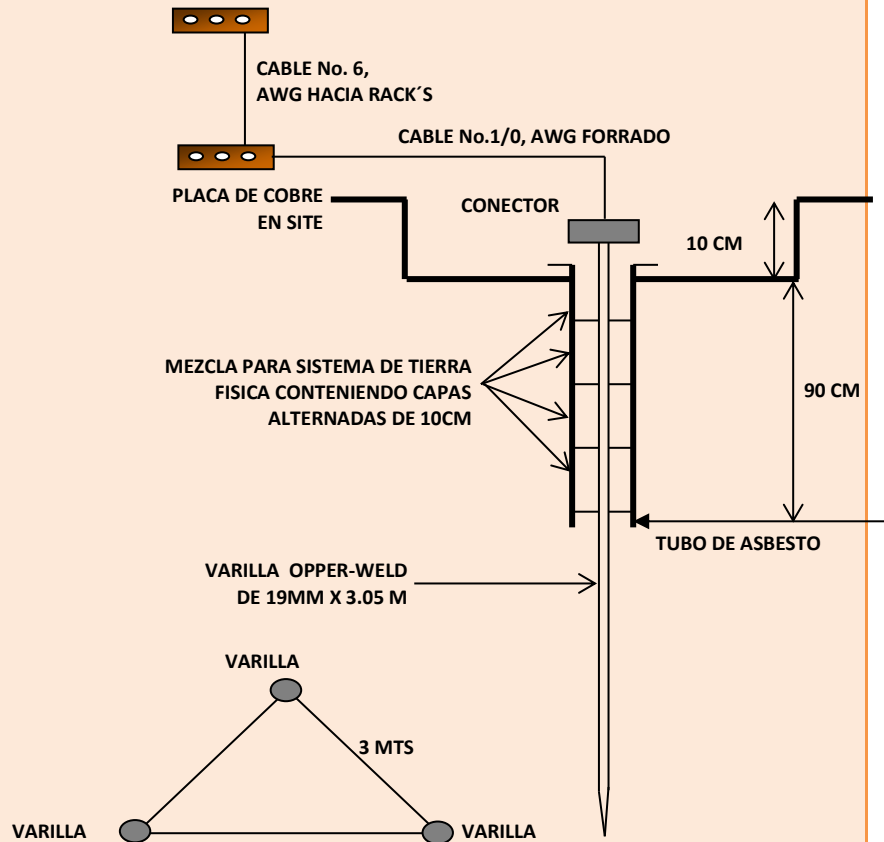 CABLE No. 6,
AWG HACIA RACK´S
CABLE No.1/0, AWG FORRADO
PLACA DE COBRE
EN SITE
CONECTOR
10 CM
MEZCLA PARA SISTEMA DE TIERRA
FISICA CONTENIENDO CAPAS
ALTERNADAS DE 10CM
90 CM
TUBO DE ASBESTO
VARILLA OPPER-WELD
DE 19MM X 3.05 M
VARILLA
3 MTS
VARILLA
VARILLA